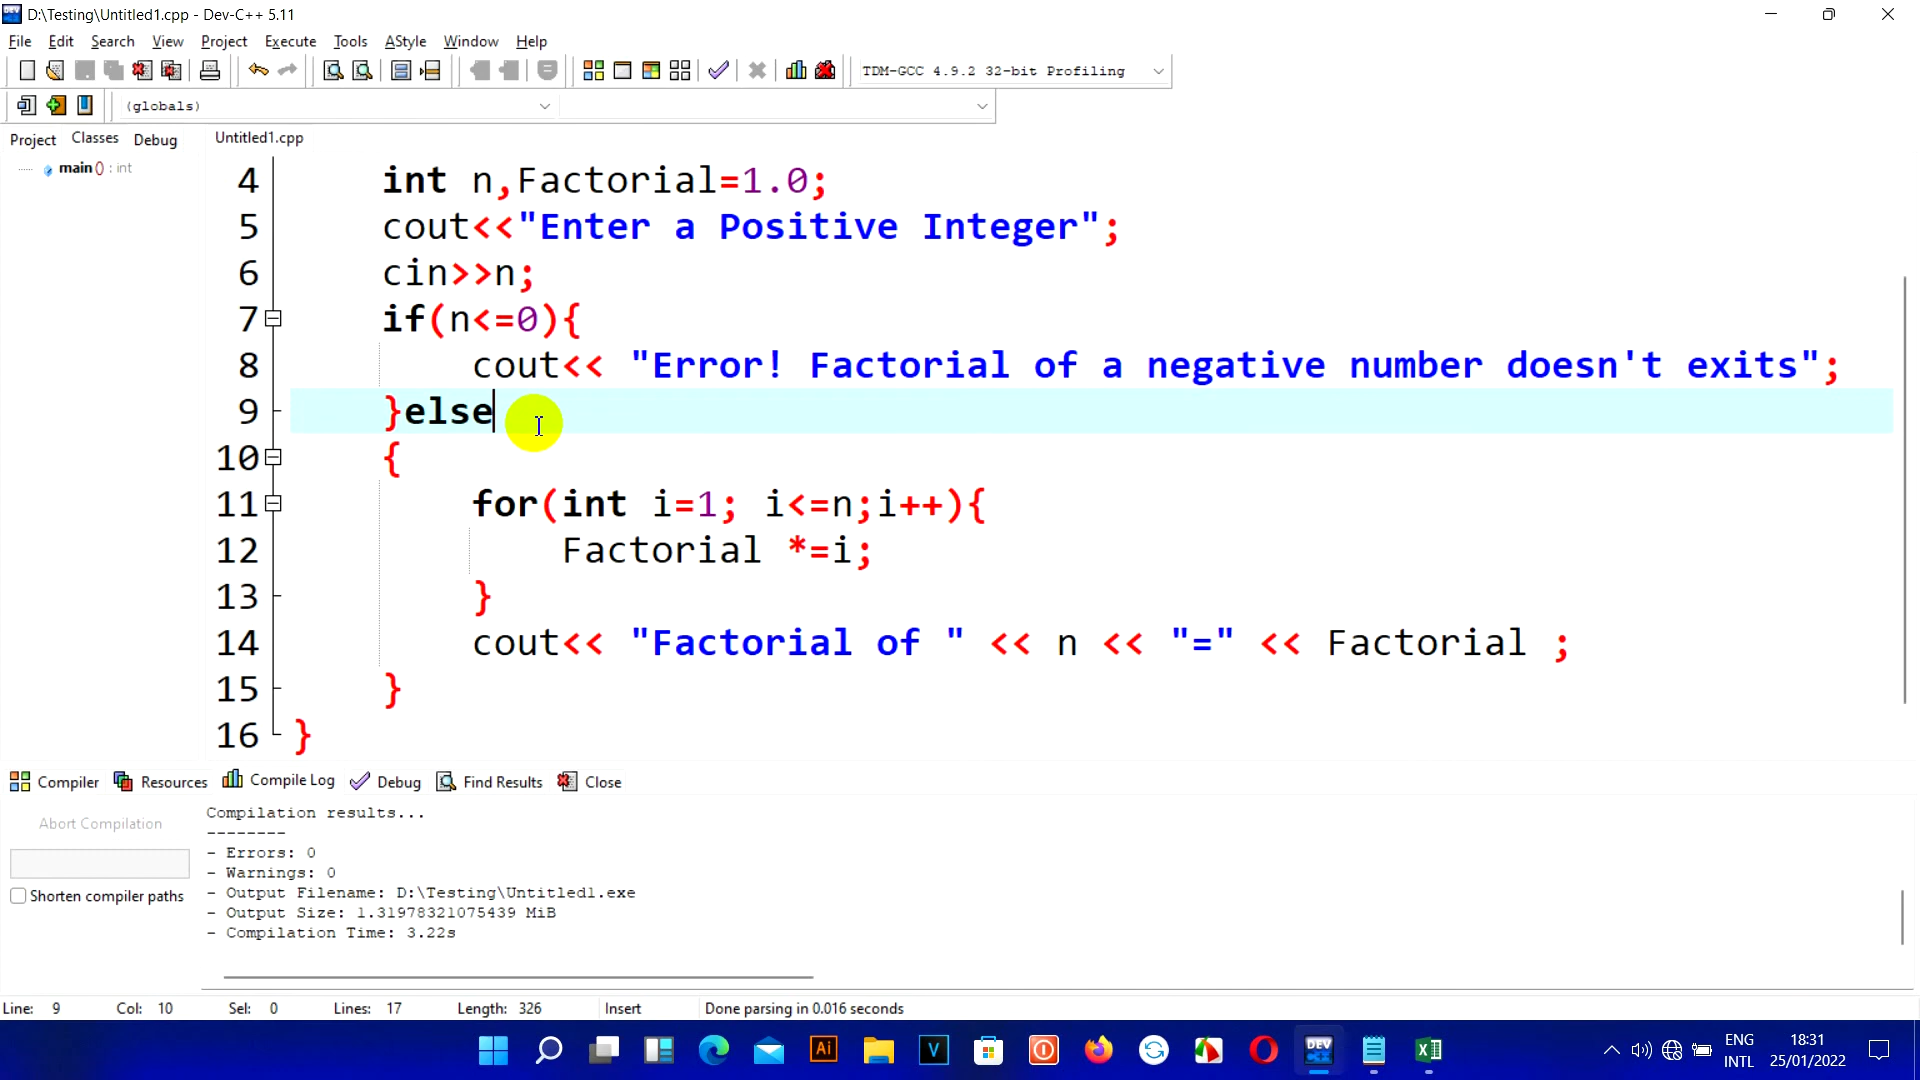 D:\Testing\Untitled1.cpp - Dev-C++ 5.11
File Edit Search View Project Execute Tools AStyle Window Help
TDM-GCC 4.9.2 32-bit Profiling
(globals)
Project Classes Debug
Untitled1.cpp
main () : int
4 int n,Factorial=1.0;
5 cout<<"Enter a Positive Integer";
6 cin>>n;
7 if(n<=0){
8 cout<< "Error! Factorial of a negative number doesn't exits";
9 }else
10 {
11 for(int i=1; i<=n;i++){
12 Factorial *=i;
13 }
14 cout<< "Factorial of " << n << "=" << Factorial ;
15 }
16 }
Compiler Resources Compile Log Debug Find Results Close
Abort Compilation
Shorten compiler paths
Compilation results...
--------
- Errors: 0
- Warnings: 0
- Output Filename: D:\Testing\Untitled1.exe
- Output Size: 1.31978321075439 MiB
- Compilation Time: 3.22s
Line: 9 Col: 10 Sel: 0 Lines: 17 Length: 326 Insert Done parsing in 0.016 seconds
Ai
V
DEV
C++
ENG
INTL
18:31
25/01/2022